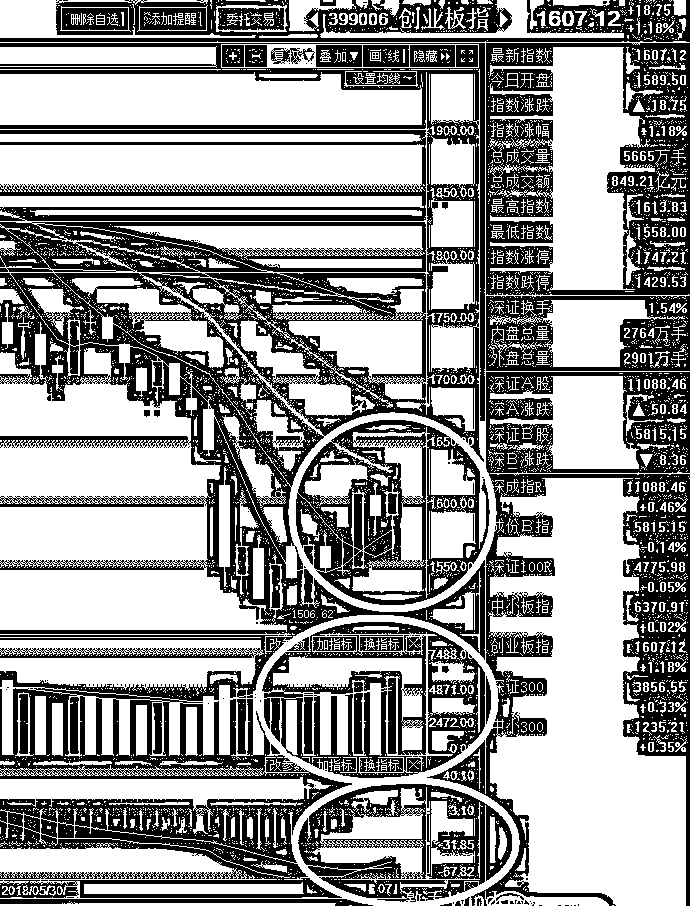 删除自选 添加提醒 委托交易 399006 创业板指 1607.12 18.75
+1.18%
叠加 画线 隐藏
设置均线
最新指数 1607.12
今日开盘 1589.50
指数涨跌 ▲18.75
指数涨幅 +1.18%
总成交量 5665万手
总成交额 849.21亿元
最高指数 1613.83
最低指数 1558.00
指数涨停 1747.21
指数跌停 1429.53
深证换手 1.54%
内盘总量 2764万手
外盘总量 2901万手
深证A股 11088.46
深A涨跌 ▲50.84
深证B股 5815.15
深B涨跌 ▼8.36
深成指R 11088.46
+0.46%
成份B指 5815.15
-0.14%
深证100R 4775.98
+0.05%
中小板指 6370.91
+0.02%
创业板指 1607.12
+1.18%
深证300 3856.55
+0.33%
中小300 1235.21
+0.35%
1900.00
1850.00
1800.00
1750.00
1700.00
1650.00
1600.00
1550.00
1506.62
加指标 换指标
7488.00
4871.00
2472.00
改参数 加指标 换指标
40.10
3.10
-31.85
-67.82
2018/05/30/三 07